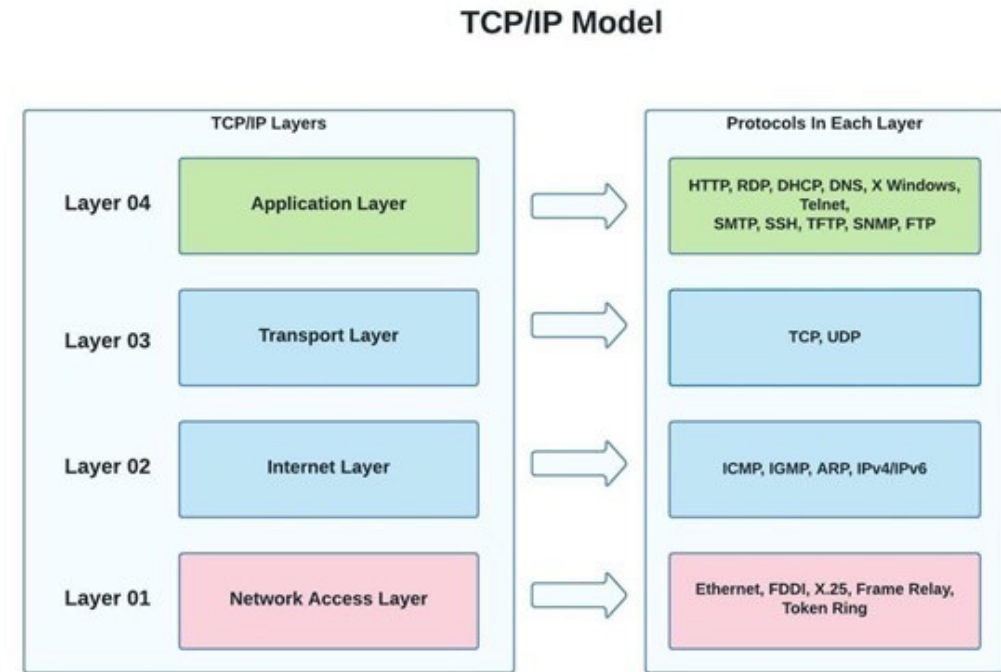 TCP/IP Model
TCP/IP Layers
Protocols In Each Layer
Layer 04
Application Layer
HTTP, RDP, DHCP, DNS, X Windows,
Telnet,
SMTP, SSH, TFTP, SNMP, FTP
Layer 03
Transport Layer
TCP, UDP
Layer 02
Internet Layer
ICMP, IGMP, ARP, IPv4/IPv6
Layer 01
Network Access Layer
Ethernet, FDDI, X.25, Frame Relay,
Token Ring